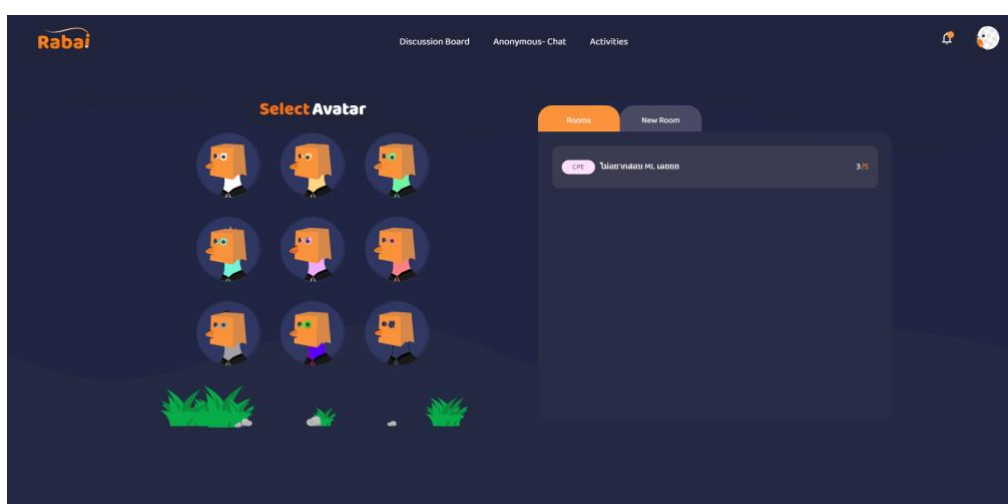 Rabai
Discussion Board Anonymous- Chat Activities
Select Avatar
Rooms New Room
CPE ไม่อยากสอบ ML เลยยย 3/5